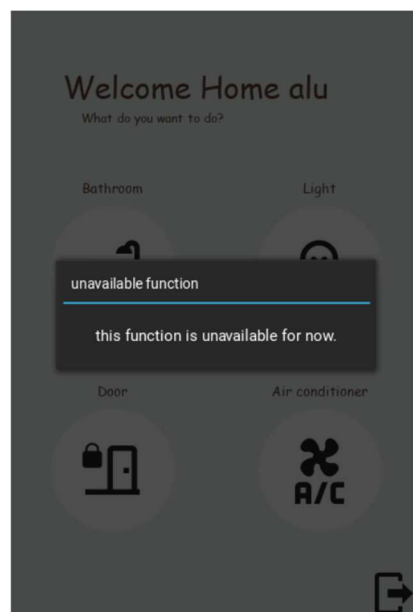 Welcome Home alu
What do you want to do?
Bathroom
Light
unavailable function
this function is unavailable for now.
Door
Air conditioner
A/C